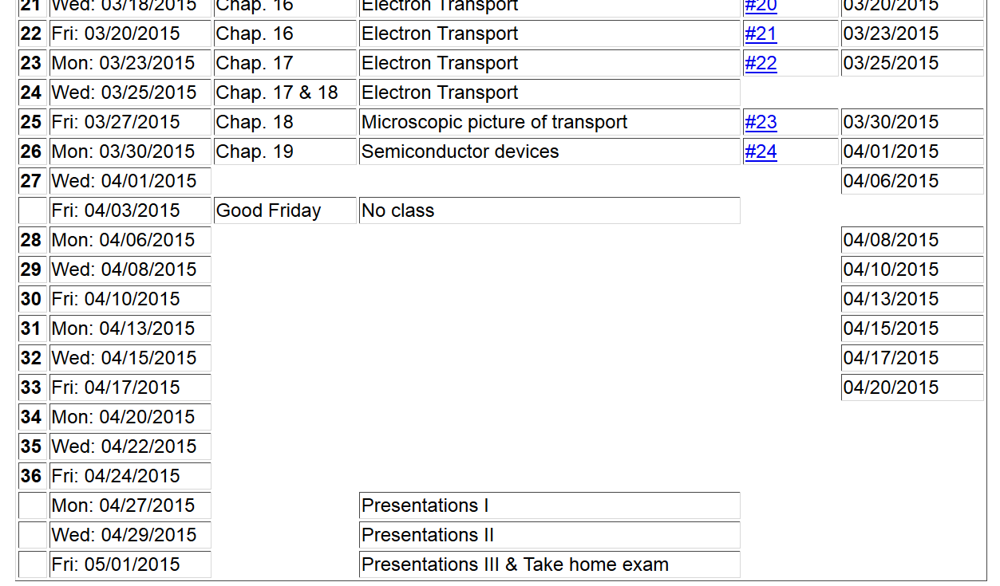 21 Wed: 03/18/2015 Chap. 16 Electron Transport #20 03/20/2015
22 Fri: 03/20/2015 Chap. 16 Electron Transport #21 03/23/2015
23 Mon: 03/23/2015 Chap. 17 Electron Transport #22 03/25/2015
24 Wed: 03/25/2015 Chap. 17 & 18 Electron Transport
25 Fri: 03/27/2015 Chap. 18 Microscopic picture of transport #23 03/30/2015
26 Mon: 03/30/2015 Chap. 19 Semiconductor devices #24 04/01/2015
27 Wed: 04/01/2015 04/06/2015
Fri: 04/03/2015 Good Friday No class
28 Mon: 04/06/2015 04/08/2015
29 Wed: 04/08/2015 04/10/2015
30 Fri: 04/10/2015 04/13/2015
31 Mon: 04/13/2015 04/15/2015
32 Wed: 04/15/2015 04/17/2015
33 Fri: 04/17/2015 04/20/2015
34 Mon: 04/20/2015
35 Wed: 04/22/2015
36 Fri: 04/24/2015
Mon: 04/27/2015 Presentations I
Wed: 04/29/2015 Presentations II
Fri: 05/01/2015 Presentations III & Take home exam